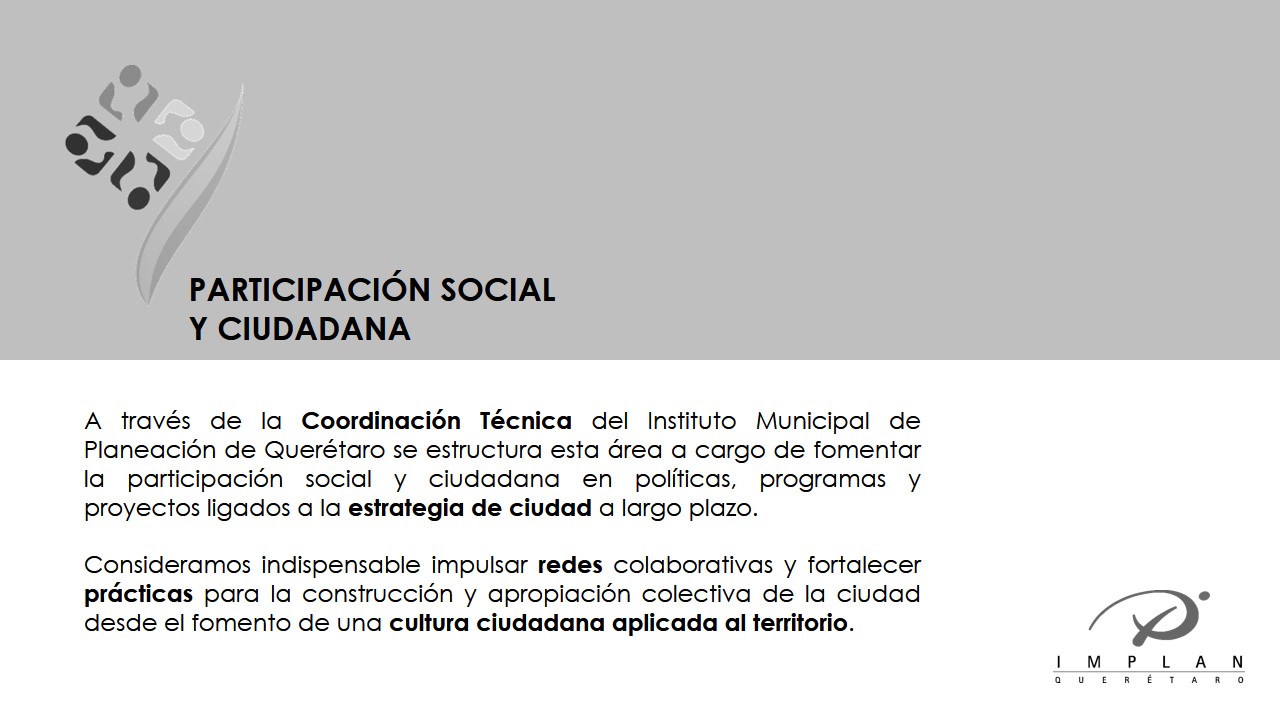 PARTICIPACIÓN SOCIAL
Y CIUDADANA
A través de la Coordinación Técnica del Instituto Municipal de
Planeación de Querétaro se estructura esta área a cargo de fomentar
la participación social y ciudadana en políticas, programas y
proyectos ligados a la estrategia de ciudad a largo plazo.
Consideramos indispensable impulsar redes colaborativas y fortalecer
prácticas para la construcción y apropiación colectiva de la ciudad
desde el fomento de una cultura ciudadana aplicada al territorio.
IMPLAN
QUERÉTARO